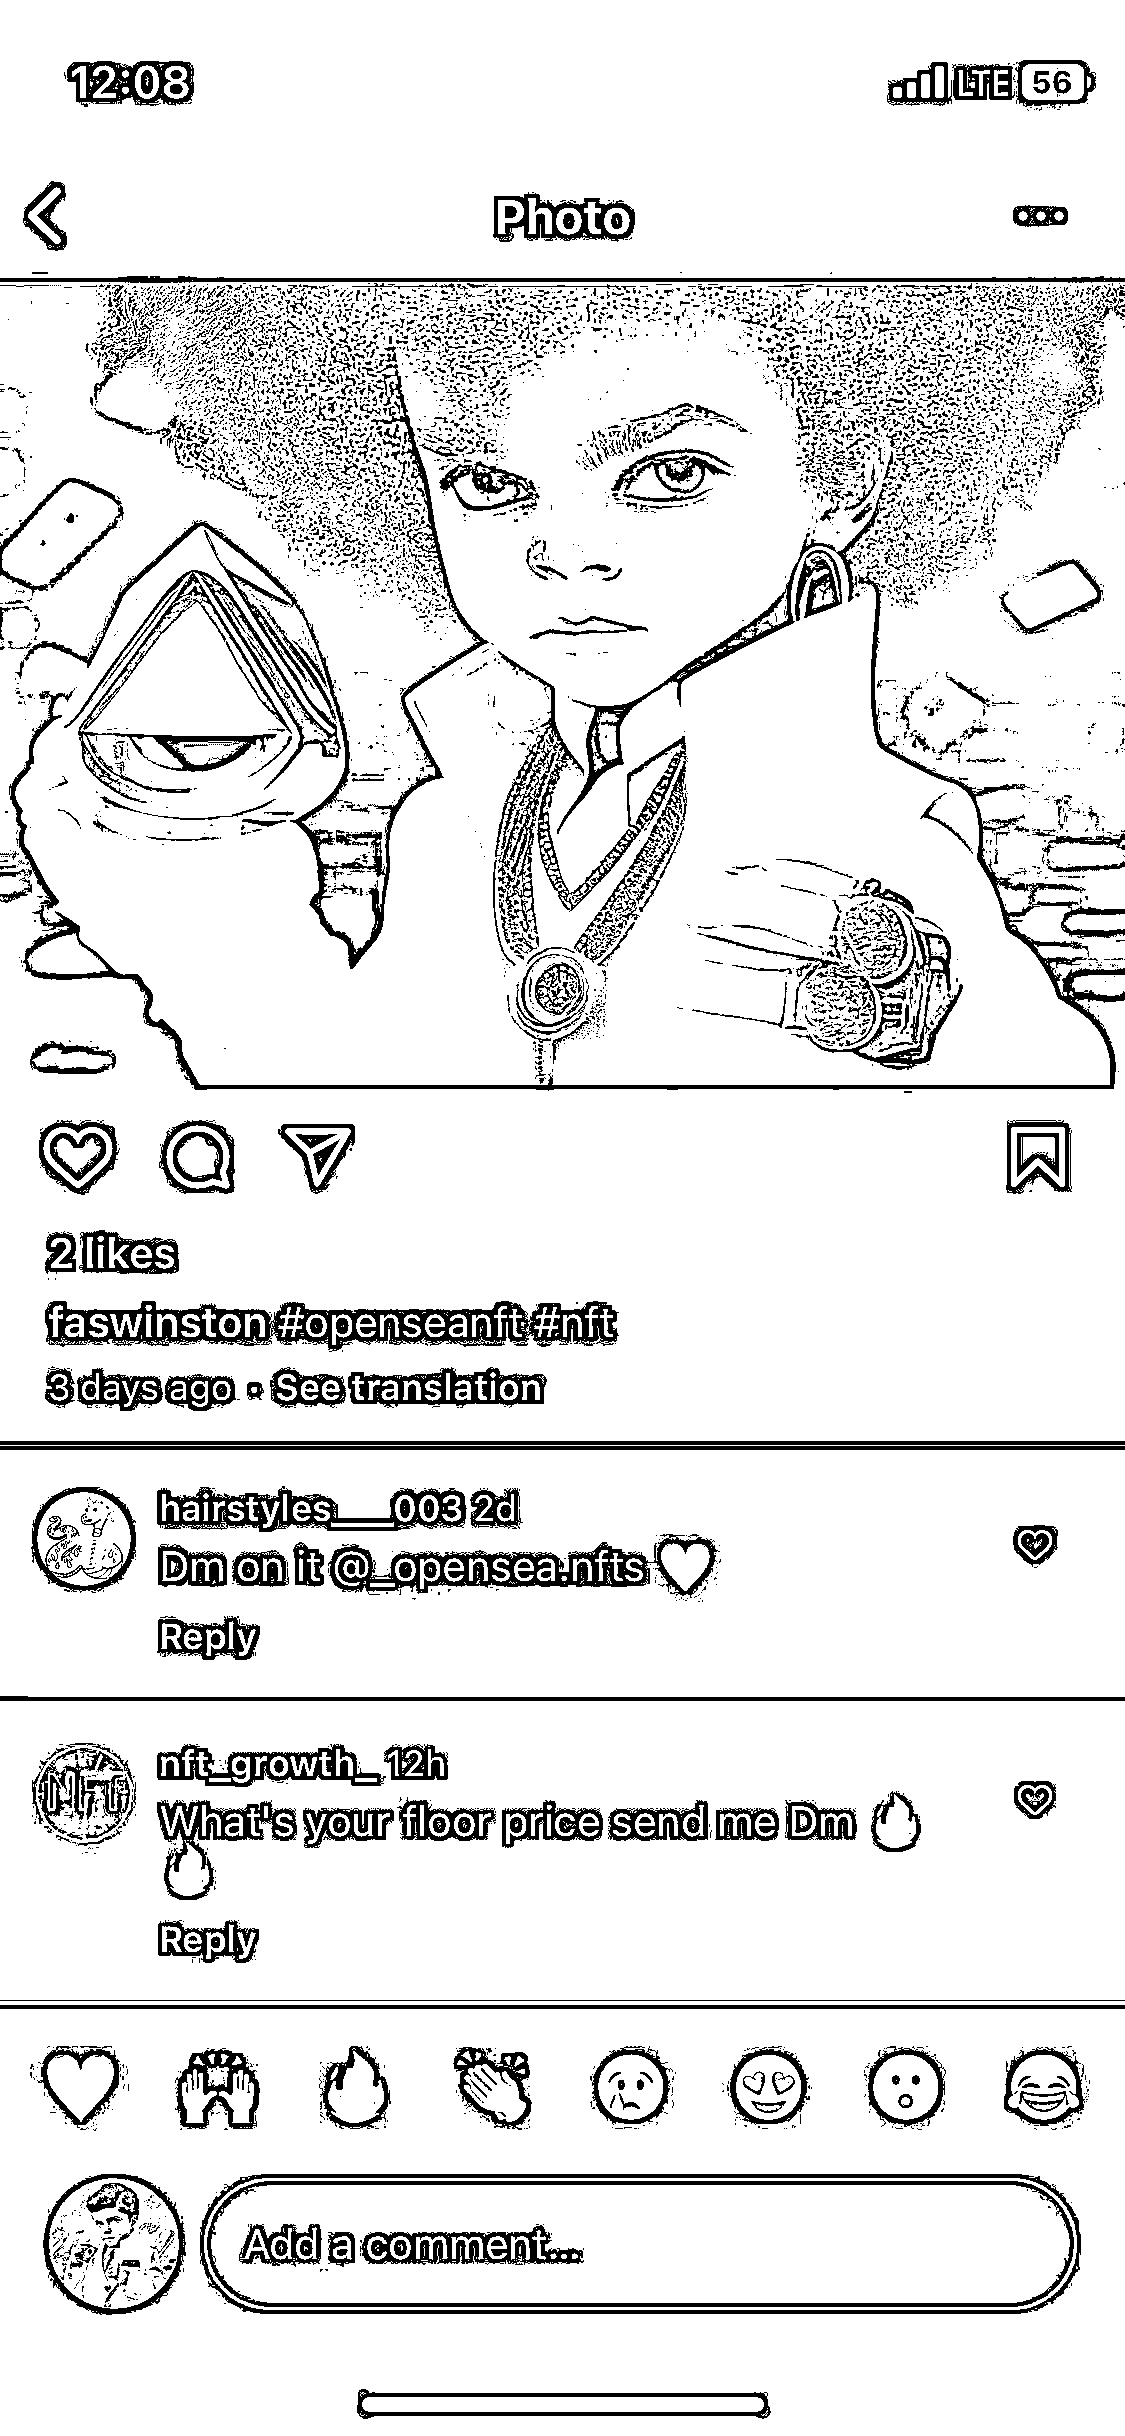 12:08
LTE 56
Photo
2 likes
faswinston #openseanft #nft
3 days ago • See translation
hairstyles___003 2d
Dm on it @_opensea.nfts
Reply
NFT
nft_growth_ 12h
What's your floor price send me Dm 🔥
🔥
Reply
Add a comment...